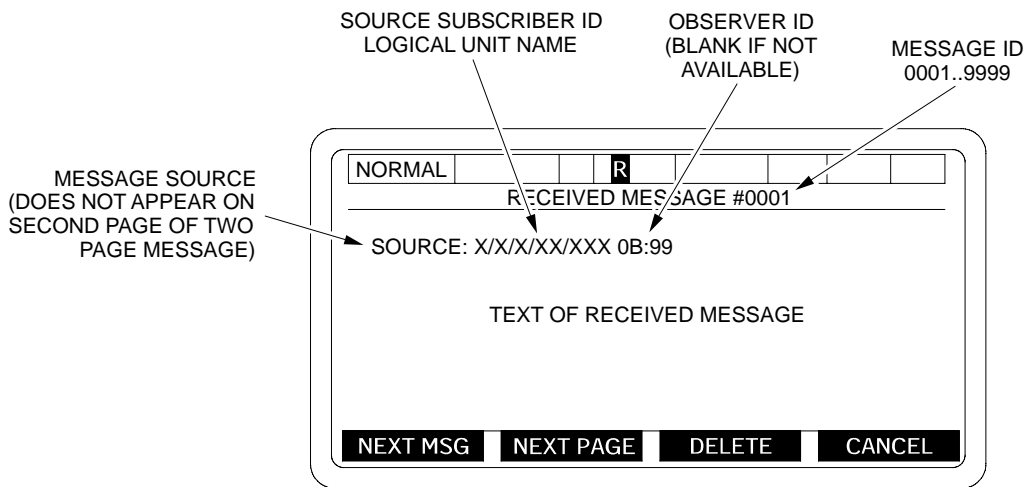 SOURCE SUBSCRIBER ID
LOGICAL UNIT NAME
OBSERVER ID
(BLANK IF NOT
AVAILABLE)
MESSAGE ID
0001..9999
MESSAGE SOURCE
(DOES NOT APPEAR ON
SECOND PAGE OF TWO
PAGE MESSAGE)
NORMAL R
RECEIVED MESSAGE #0001
SOURCE: X/X/X/XX/XXX 0B:99
TEXT OF RECEIVED MESSAGE
NEXT MSG NEXT PAGE DELETE CANCEL